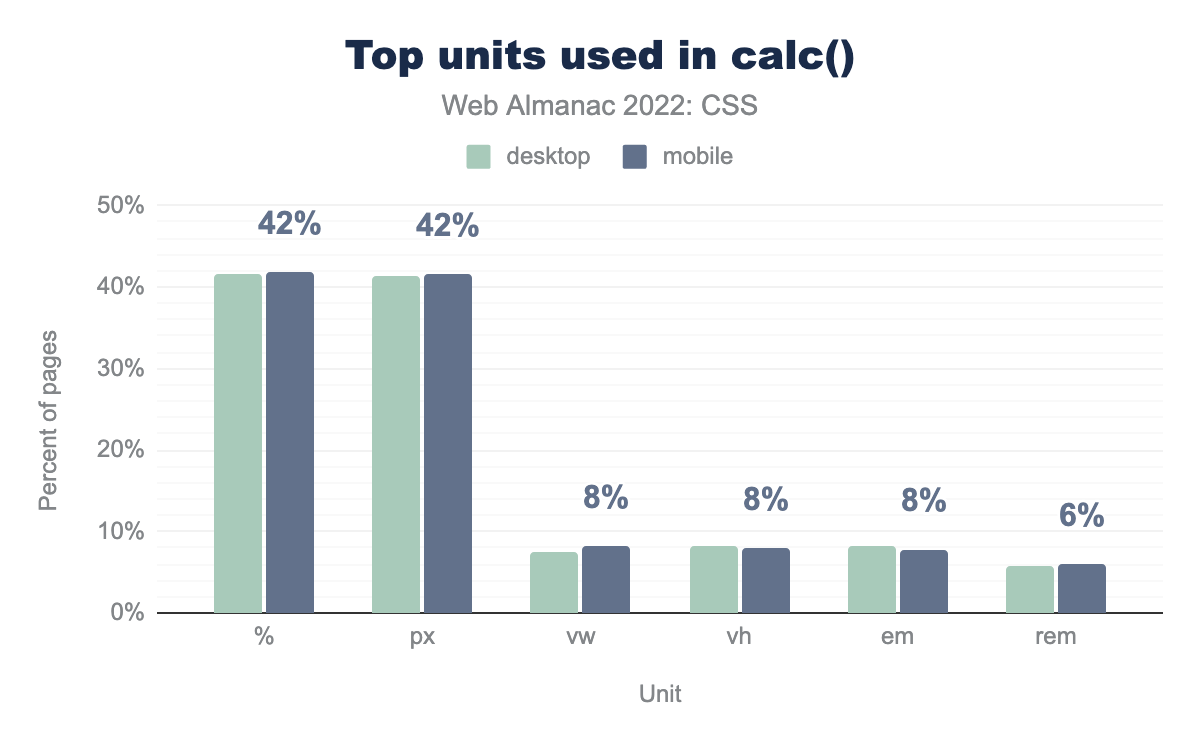 Top units used in calc()
Web Almanac 2022: CSS
desktop mobile
50%
40%
30%
20%
10%
0%
Percent of pages
42% 42% 8% 8% 8% 6%
% px vw vh em rem
Unit